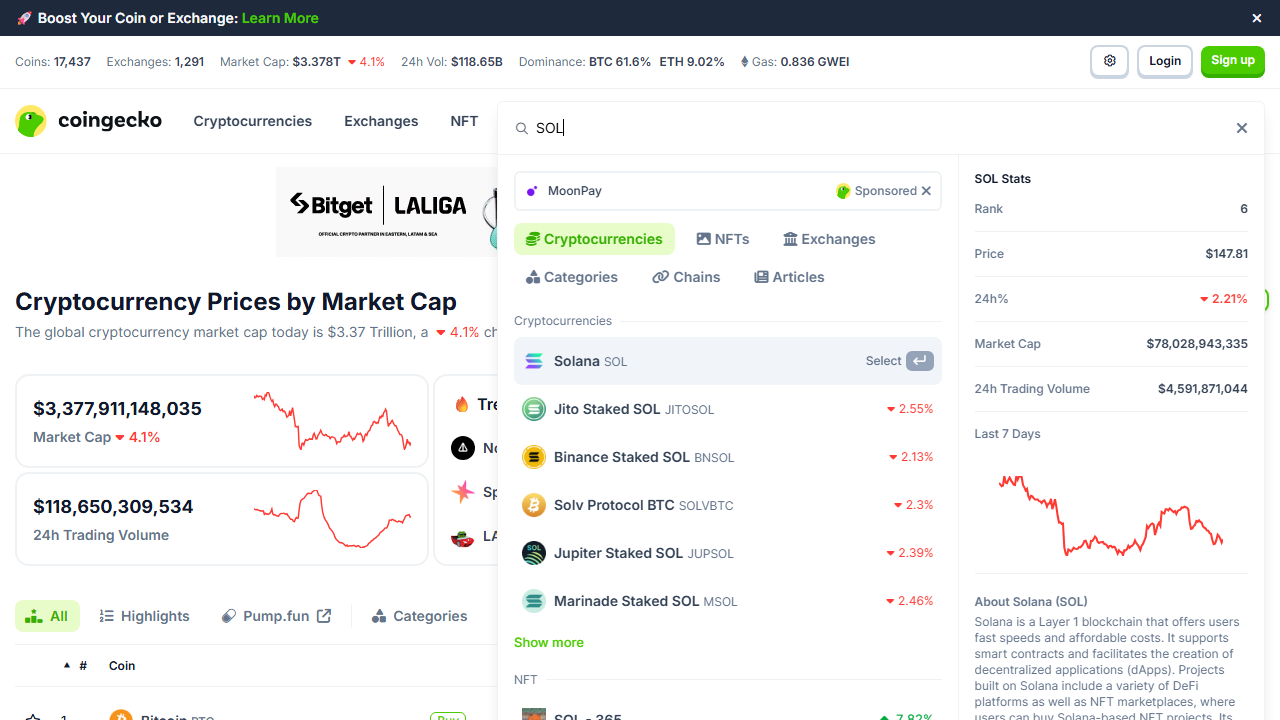 🚀 Boost Your Coin or Exchange: Learn More
Coins: 17,437 Exchanges: 1,291 Market Cap: $3.378T 4.1% 24h Vol: $118.65B Dominance: BTC 61.6% ETH 9.02% Gas: 0.836 GWEI
Login
Sign up
coingecko
Cryptocurrencies
Exchanges
NFT
SOL
Bitget LALIGA
OFFICIAL CRYPTO PARTNER IN EASTERN, LATAM & SEA
Cryptocurrency Prices by Market Cap
The global cryptocurrency market cap today is $3.37 Trillion, a 4.1% ch
$3,377,911,148,035
Market Cap 4.1%
$118,650,309,534
24h Trading Volume
Tre
No
Sp
LA
All
Highlights
Pump.fun
Categories
# Coin
1 Bitcoin BTC Buy
MoonPay
Sponsored
Cryptocurrencies
NFTs
Exchanges
Categories
Chains
Articles
Cryptocurrencies
Solana SOL Select
Jito Staked SOL JITOSOL 2.55%
Binance Staked SOL BNSOL 2.13%
Solv Protocol BTC SOLVBTC 2.3%
Jupiter Staked SOL JUPSOL 2.39%
Marinade Staked SOL MSOL 2.46%
Show more
NFT
SOL - 365 7.82%
SOL Stats
Rank 6
Price $147.81
24h% 2.21%
Market Cap $78,028,943,335
24h Trading Volume $4,591,871,044
Last 7 Days
About Solana (SOL)
Solana is a Layer 1 blockchain that offers users
fast speeds and affordable costs. It supports
smart contracts and facilitates the creation of
decentralized applications (dApps). Projects
built on Solana include a variety of DeFi
platforms as well as NFT marketplaces, where
users can buy Solana-based NFT projects. Its